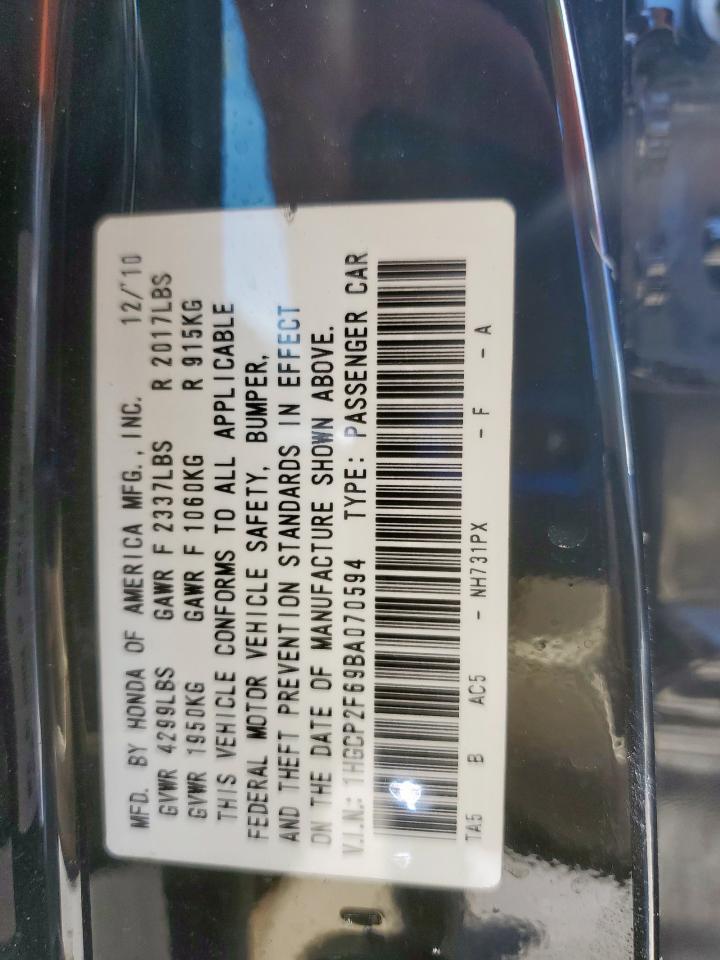 MFD. BY HONDA OF AMERICA MFG., INC. 12/'10
GVWR 4299LBS GAWR F 2337LBS R 2017LBS
GVWR 1950KG GAWR F 1060KG R 915KG
THIS VEHICLE CONFORMS TO ALL APPLICABLE
FEDERAL MOTOR VEHICLE SAFETY, BUMPER,
AND THEFT PREVENTION STANDARDS IN EFFECT
ON THE DATE OF MANUFACTURE SHOWN ABOVE.
V.I.N.: 1HGCP2F69BA070594 TYPE: PASSENGER CAR
TA5 B AC5 - NH731PX - F - A